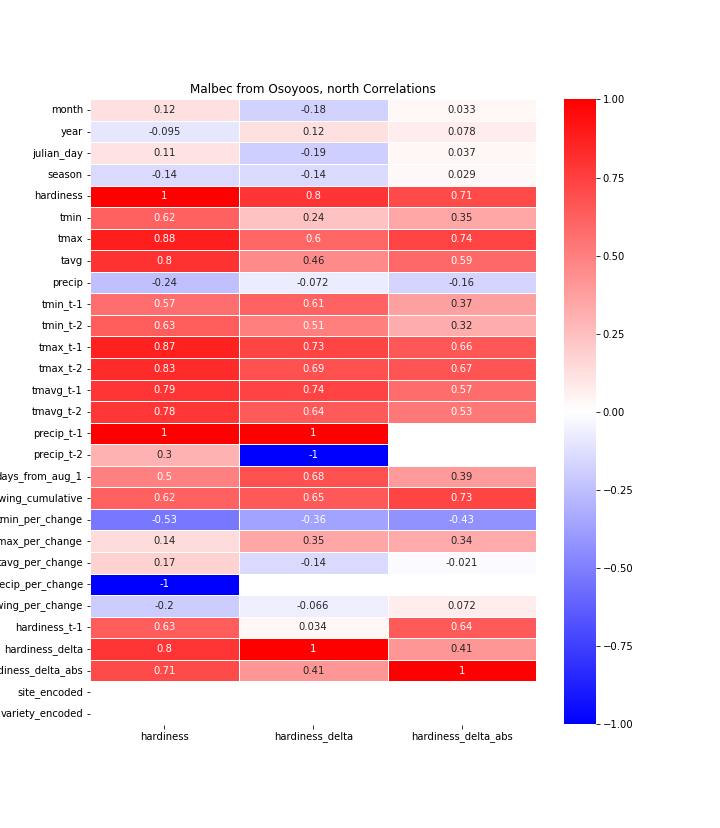 Malbec from Osoyoos, north Correlations
month 0.12 -0.18 0.033
year -0.095 0.12 0.078
julian_day 0.11 -0.19 0.037
season -0.14 -0.14 0.029
hardiness 1 0.8 0.71
tmin 0.62 0.24 0.35
tmax 0.88 0.6 0.74
tavg 0.8 0.46 0.59
precip -0.24 -0.072 -0.16
tmin_t-1 0.57 0.61 0.37
tmin_t-2 0.63 0.51 0.32
tmax_t-1 0.87 0.73 0.66
tmax_t-2 0.83 0.69 0.67
tmavg_t-1 0.79 0.74 0.57
tmavg_t-2 0.78 0.64 0.53
precip_t-1 1 1
precip_t-2 0.3 -1
days_from_aug_1 0.5 0.68 0.39
wing_cumulative 0.62 0.65 0.73
tmin_per_change -0.53 -0.36 -0.43
max_per_change 0.14 0.35 0.34
tavg_per_change 0.17 -0.14 -0.021
ecip_per_change -1
wing_per_change -0.2 -0.066 0.072
hardiness_t-1 0.63 0.034 0.64
hardiness_delta 0.8 1 0.41
diness_delta_abs 0.71 0.41 1
site_encoded
variety_encoded
hardiness hardiness_delta hardiness_delta_abs
1.00
0.75
0.50
0.25
0.00
−0.25
−0.50
−0.75
−1.00